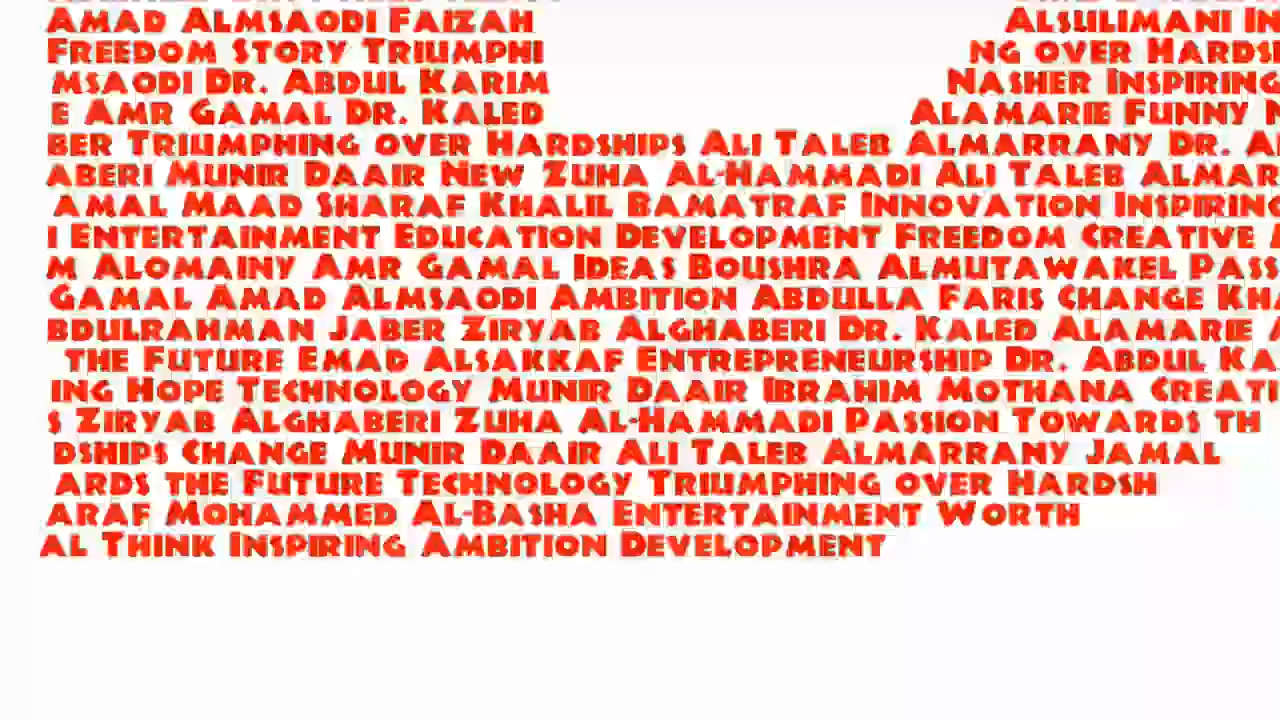 Amad Almsaodi Faizah Alsulimani In
Freedom Story Triumphi ng over Hardsh
msaodi Dr. Abdul Karim Nasher Inspiring
e Amr Gamal Dr. Kaled Alamarie Funny
ber Triumphing over Hardships Ali Taleb Almarrany Dr. A
aberi Munir Daair New Zuha Al-Hammadi Ali Taleb Almar
amal Maad Sharaf Khalil Bamatraf Innovation Inspiring
i Entertainment Education Development Freedom Creative
m Alomainy Amr Gamal Ideas Boushra Almutawakel Pass
Gamal Amad Almsaodi Ambition Abdulla Faris Change Kha
bdulrahman Jaber Ziryab Alghaberi Dr. Kaled Alamarie A
the Future Emad Alsakkaf Entrepreneurship Dr. Abdul Ka
ing Hope Technology Munir Daair Ibrahim Mothana Creati
s Ziryab Alghaberi Zuha Al-Hammadi Passion Towards th
dships Change Munir Daair Ali Taleb Almarrany Jamal
ards the Future Technology Triumphing over Hardsh
araf Mohammed Al-Basha Entertainment Worth
al Think Inspiring Ambition Development